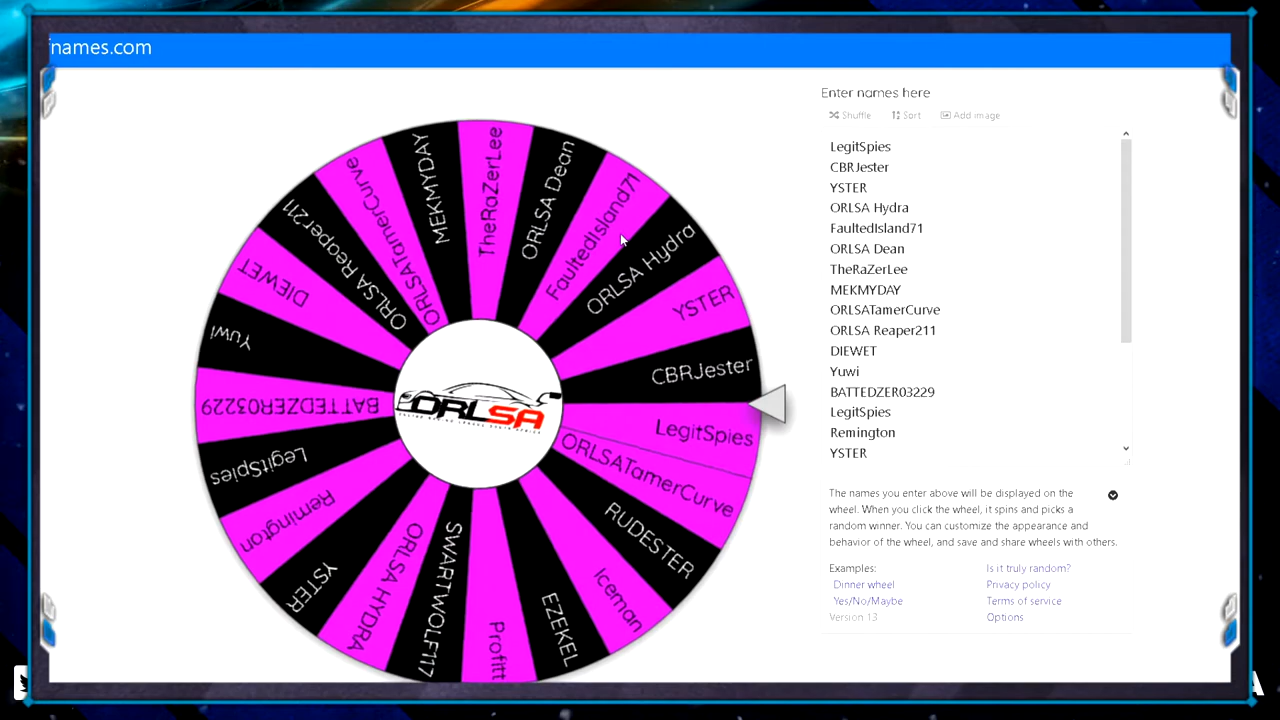 names.com
Enter names here
Shuffle Sort Add image
LegitSpies
CBRJester
YSTER
ORLSA Hydra
FaultedIsland71
ORLSA Dean
TheRaZerLee
MEKMYDAY
ORLSATamerCurve
ORLSA Reaper211
DIEWET
Yuwi
BATTEDZER03229
LegitSpies
Remington
YSTER
The names you enter above will be displayed on the
wheel. When you click the wheel, it spins and picks a
random winner. You can customize the appearance and
behavior of the wheel, and save and share wheels with others.
Examples:
Dinner wheel
Yes/No/Maybe
Version 13
Is it truly random?
Privacy policy
Terms of service
Options
LegitSpies
CBRJester
YSTER
ORLSA Hydra
FaultedIsland71
ORLSA Dean
TheRaZerLee
MEKMYDAY
ORLSATamerCurve
ORLSA Reaper211
DIEWET
Yuwi
BATTEDZER03229
LegitSpies
Remington
YSTER
ORLSA HYDRA
SWARTWOLF117
Profittt
EZEKEL
Iceman
RUDESTER
ORLSATamerCurve
ORLSA